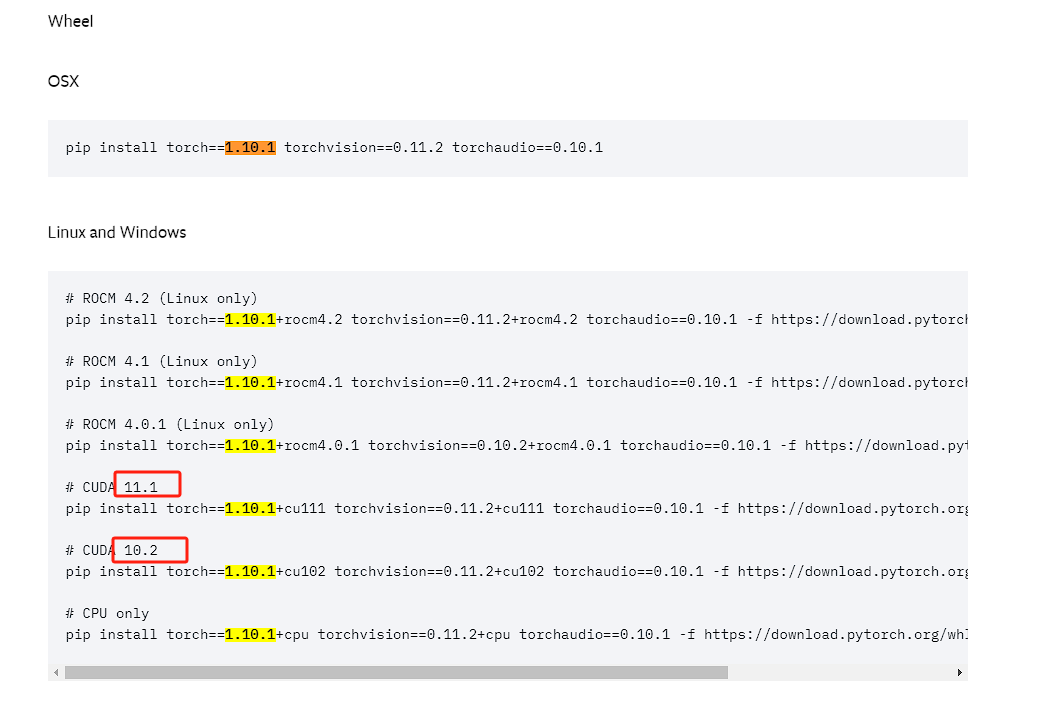 Wheel
OSX
pip install torch==1.10.1 torchvision==0.11.2 torchaudio==0.10.1
Linux and Windows
# ROCM 4.2 (Linux only)
pip install torch==1.10.1+rocm4.2 torchvision==0.11.2+rocm4.2 torchaudio==0.10.1 -f https://download.pytorch
# ROCM 4.1 (Linux only)
pip install torch==1.10.1+rocm4.1 torchvision==0.11.2+rocm4.1 torchaudio==0.10.1 -f https://download.pytorch
# ROCM 4.0.1 (Linux only)
pip install torch==1.10.1+rocm4.0.1 torchvision==0.10.2+rocm4.0.1 torchaudio==0.10.1 -f https://download.pyt
# CUDA 11.1
pip install torch==1.10.1+cu111 torchvision==0.11.2+cu111 torchaudio==0.10.1 -f https://download.pytorch.org
# CUDA 10.2
pip install torch==1.10.1+cu102 torchvision==0.11.2+cu102 torchaudio==0.10.1 -f https://download.pytorch.org
# CPU only
pip install torch==1.10.1+cpu torchvision==0.11.2+cpu torchaudio==0.10.1 -f https://download.pytorch.org/whl